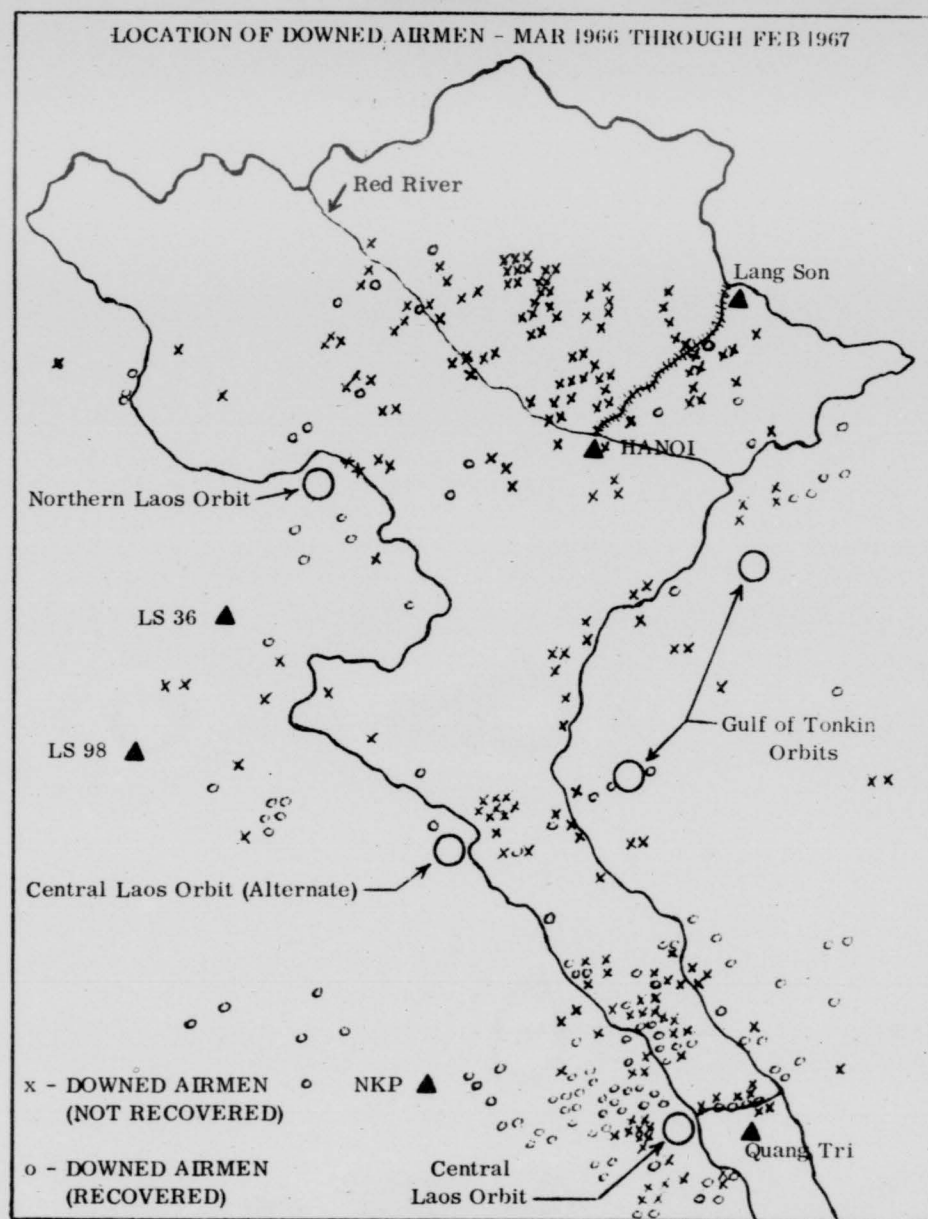 LOCATION OF DOWNED AIRMEN - MAR 1966 THROUGH FEB 1967
Red River
Lang Son
HANOI
Northern Laos Orbit
LS 36
Gulf of Tonkin
Orbits
LS 98
Central Laos Orbit (Alternate)
x - DOWNED AIRMEN
(NOT RECOVERED)
NKP
o - DOWNED AIRMEN
(RECOVERED)
Central
Laos Orbit
Quang Tri